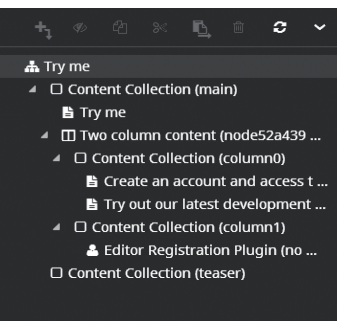 Try me
Content Collection (main)
Try me
Two column content (node52a439 ...
Content Collection (column0)
Create an account and access t ...
Try out our latest development ...
Content Collection (column1)
Editor Registration Plugin (no ...
Content Collection (teaser)